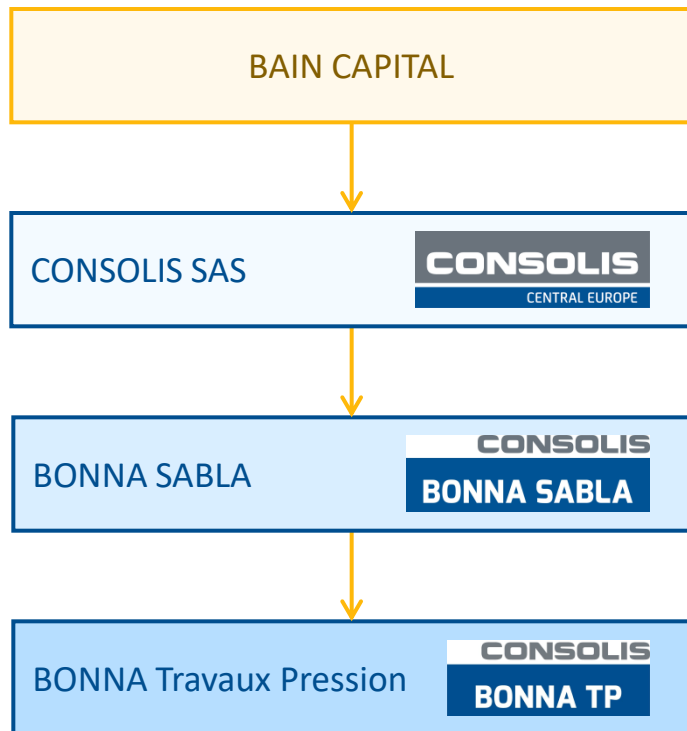 BAIN CAPITAL
CONSOLIS SAS
CONSOLIS
CENTRAL EUROPE
BONNA SABLA
CONSOLIS
BONNA SABLA
BONNA Travaux Pression
CONSOLIS
BONNA TP